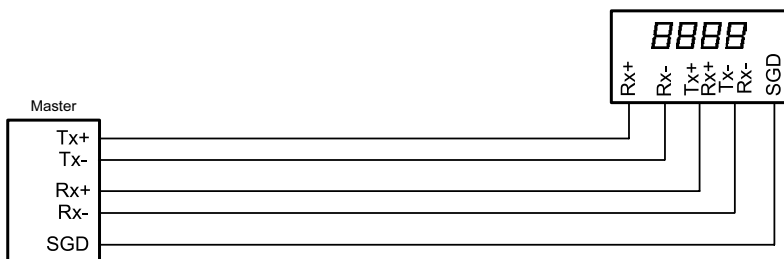 8888
Rx+ Rx- Tx+ Rx+ Tx- Rx- SGD
Master
Tx+
Tx-
Rx+
Rx-
SGD